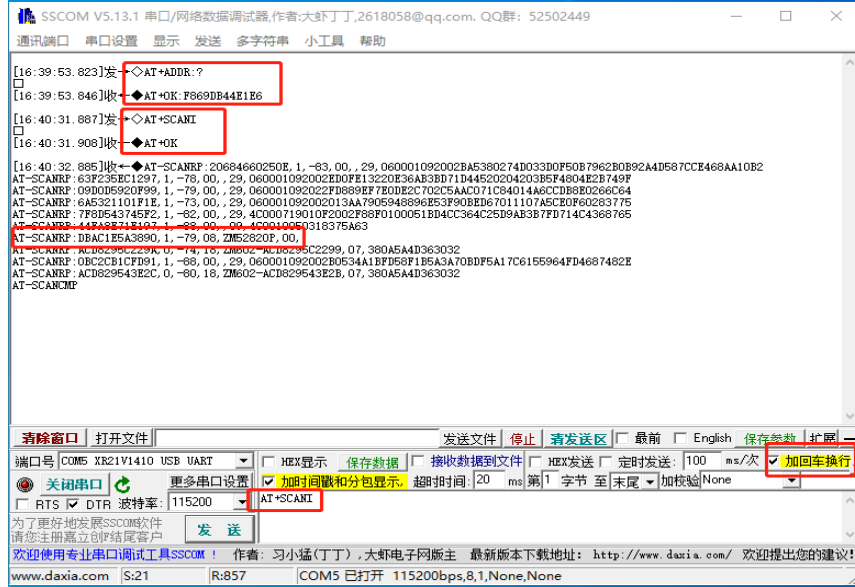 SSCOM V5.13.1 串口/网络数据调试器,作者:大虾丁丁,2618058@qq.com. QQ群: 52502449
通讯端口 串口设置 显示 发送 多字符串 小工具 帮助
[16:39:53.823]发→◇AT+ADDR:?
□
[16:39:53.846]收←◆AT+OK:F869DB44E1E6
[16:40:31.887]发→◇AT+SCAN1
□
[16:40:31.908]收←◆AT+OK
[16:40:32.885]收←◆AT-SCANRP:20684660250E,1,-83,00,,29,060001092002BA5380274D033D0F50B7962B0B92A4D587CCE468AA10B2
AT-SCANRP:63F235EC1297,1,-78,00,,29,060001092002ED0FE13220E36AB3BD71D44520204203B5F4804E2B749F
AT-SCANRP:09D0D5920F99,1,-79,00,,29,060001092022FD889EF7E0DE2C702C5AAC071C84014A6CCDB8E0266C64
AT-SCANRP:6A5321101F1E,1,-73,00,,29,060001092002013AA7905948896E53F90BED67011107A5CE0F60283775
AT-SCANRP:7F8D543745F2,1,-82,00,,29,4C000719010F2002F88F0100051BD4CC364C25D9AB3B7FD714C4368765
AT-SCANRP:DBAC1E5A3890,1,-79,08,ZM52820P,00,
AT-SCANRP:ACD8295C229A,0,-74,18,ZM602-ACD8295C2299,07,380A5A4D363032
AT-SCANRP:0BC2CB1CFD91,1,-88,00,,29,060001092002B0534A1BFD58F1B5A3A70BDF5A17C6155964FD4687482E
AT-SCANRP:ACD829543E2C,0,-80,18,ZM602-ACD829543E2B,07,380A5A4D363032
AT-SCANCMP
清除窗口 打开文件 发送文件 停止 清发送区 最前 English 保存参数 扩展 —
端口号 COM5 XR21V1410 USB UART HEX显示 保存数据 接收数据到文件 HEX发送 定时发送: 100 ms/次 加回车换行
关闭串口 更多串口设置 加时间戳和分包显示, 超时时间: 20 ms 第1 字节 至 末尾 加校验 None
RTS DTR 波特率: 115200 AT+SCAN1
为了更好地发展SSCOM软件
请您注册嘉立创F结尾客户
发 送
欢迎使用专业串口调试工具SSCOM ! 作者: 习小猛(丁丁),大虾电子网版主 最新版本下载地址: http://www.daxia.com/ 欢迎提出您的建议!
www.daxia.com S:21 R:857 COM5 已打开 115200bps,8,1,None,None